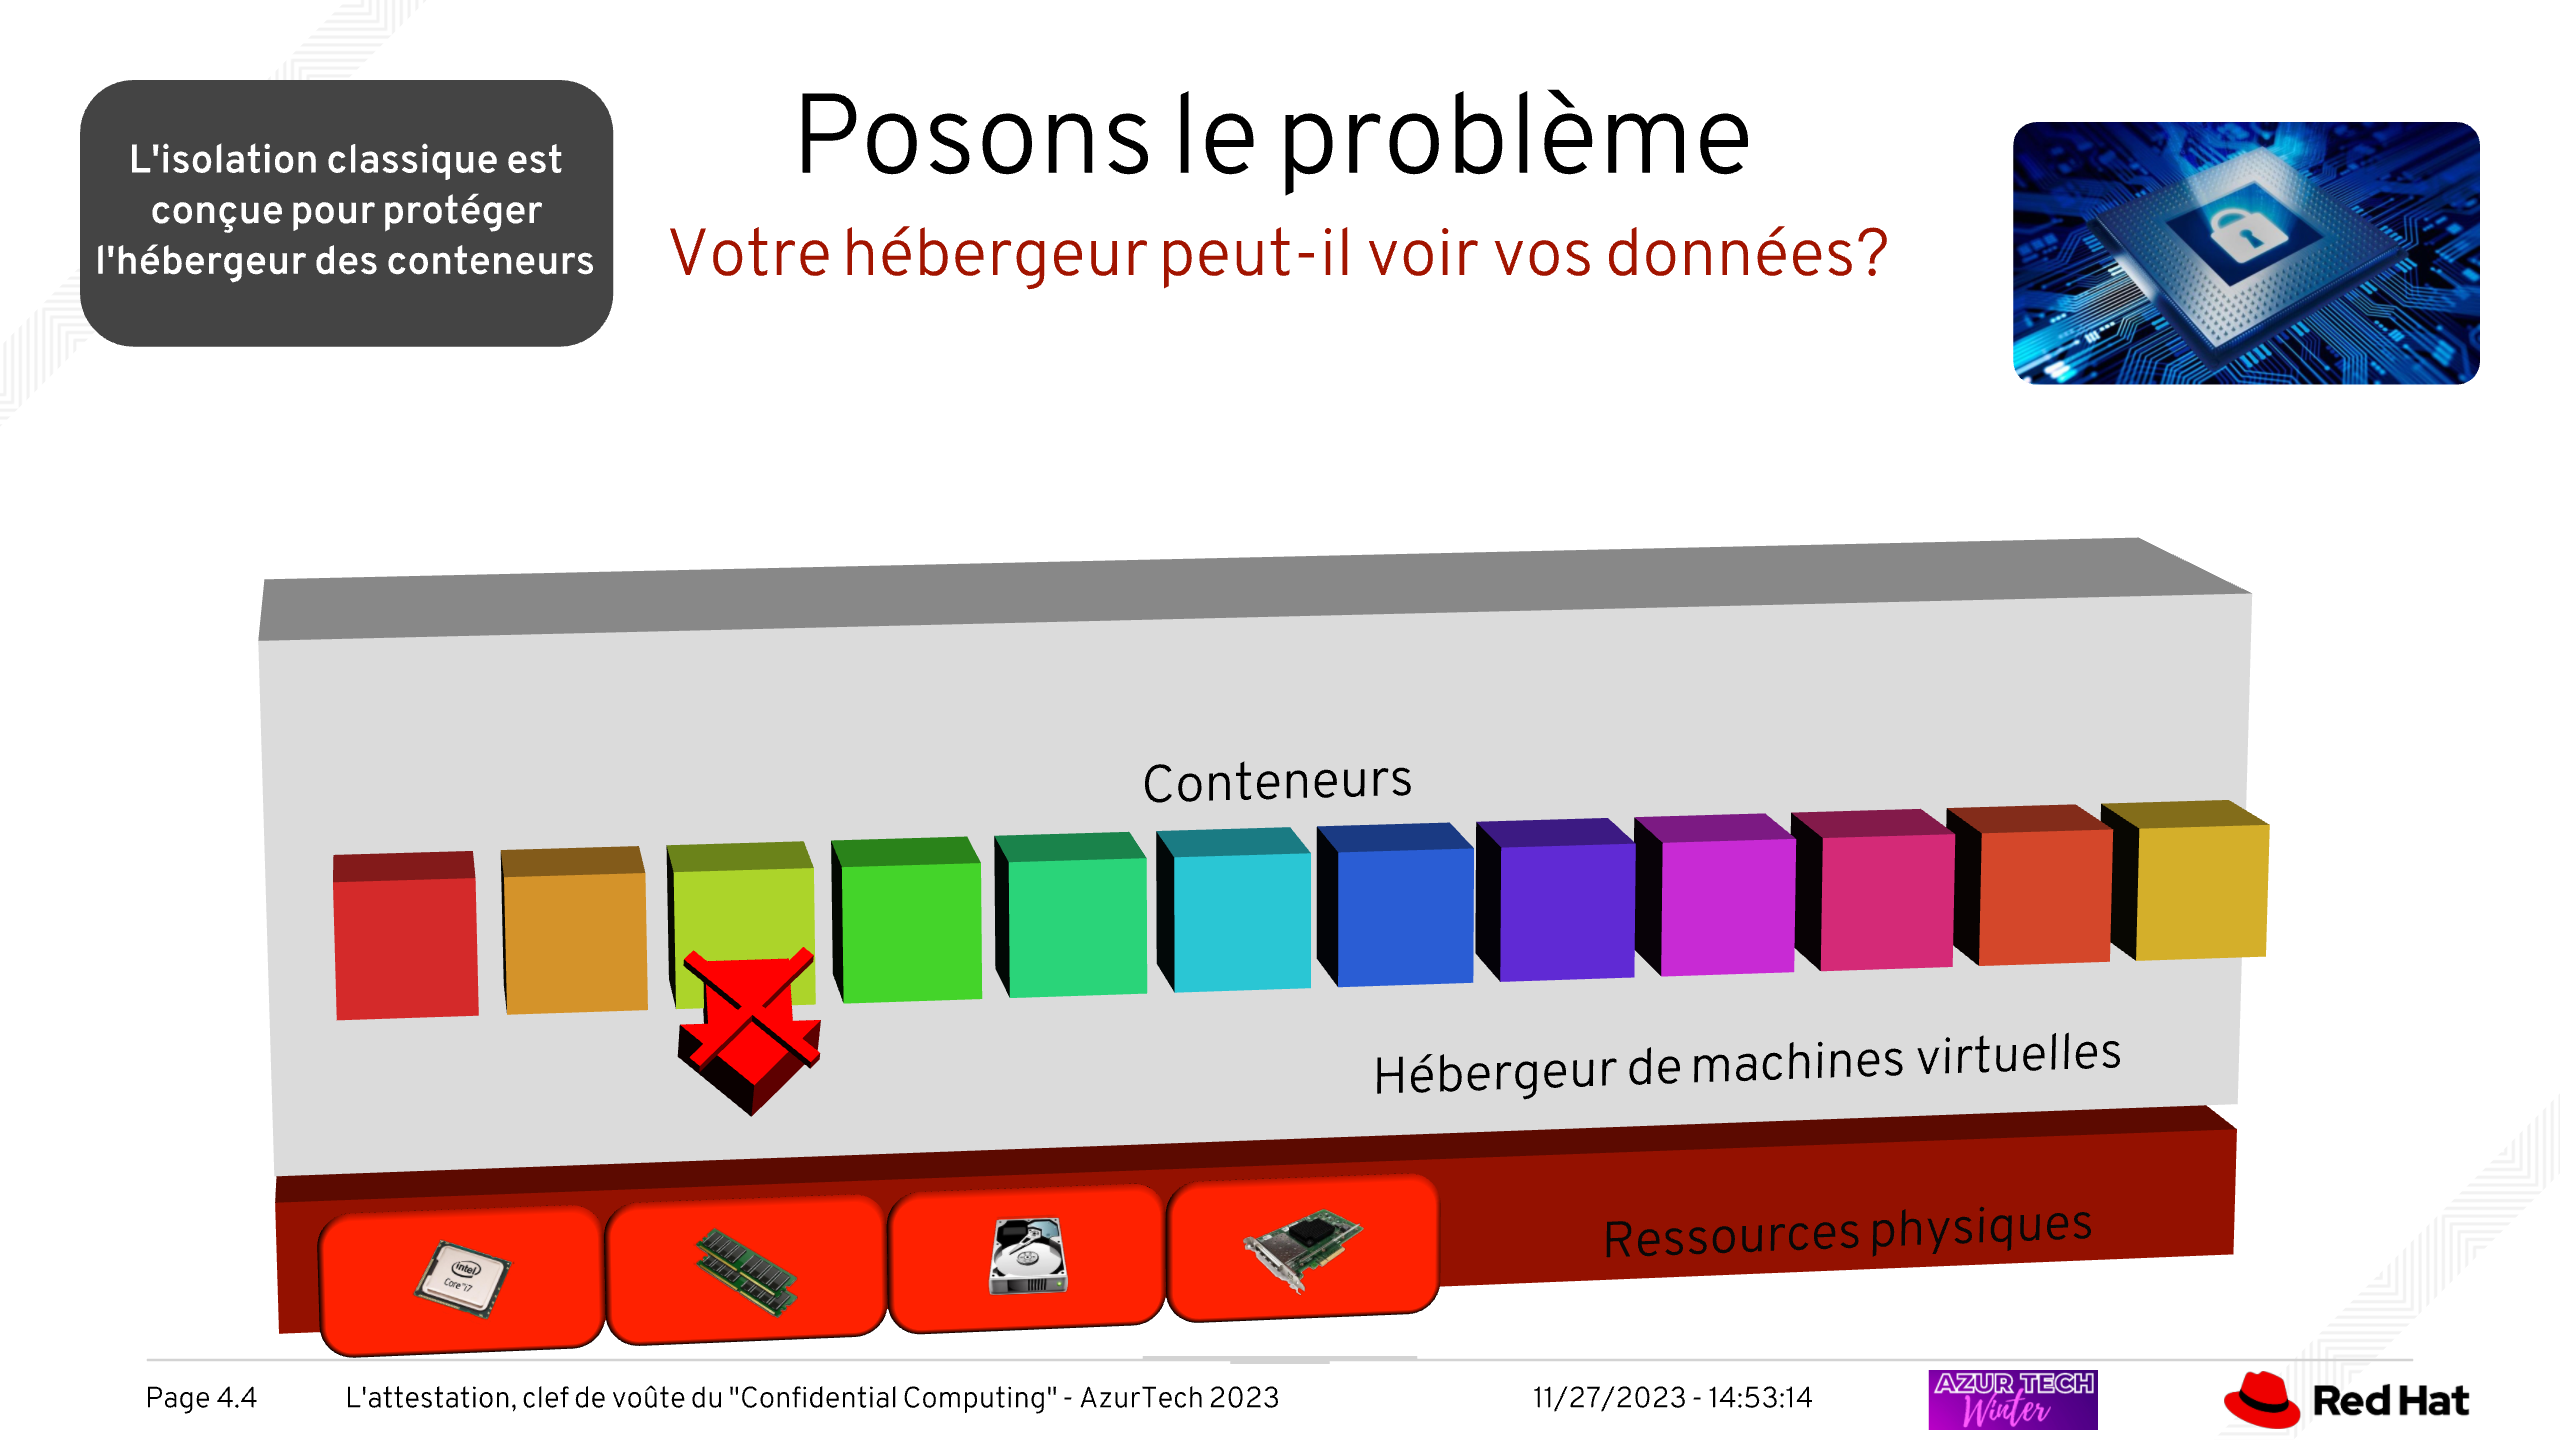 L'isolation classique est
conçue pour protéger
l'hébergeur des conteneurs
Posons le problème
Votre hébergeur peut-il voir vos données?
Conteneurs
Hébergeur de machines virtuelles
Ressources physiques
intel
Core i7
Page 4.4
L'attestation, clef de voûte du "Confidential Computing" - AzurTech 2023
11/27/2023 - 14:53:14
AZUR TECH
Winter
Red Hat